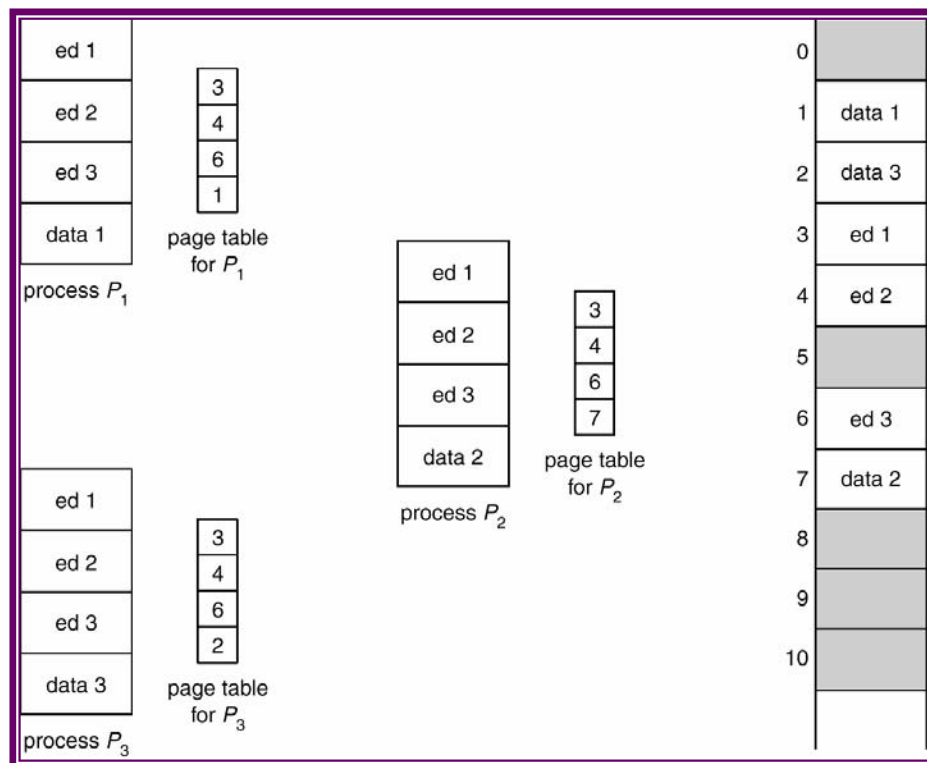 ed 1
ed 2
ed 3
data 1
process P1
3
4
6
1
page table
for P1
ed 1
ed 2
ed 3
data 2
process P2
3
4
6
7
page table
for P2
ed 1
ed 2
ed 3
data 3
process P3
3
4
6
2
page table
for P3
0
1 data 1
2 data 3
3 ed 1
4 ed 2
5
6 ed 3
7 data 2
8
9
10